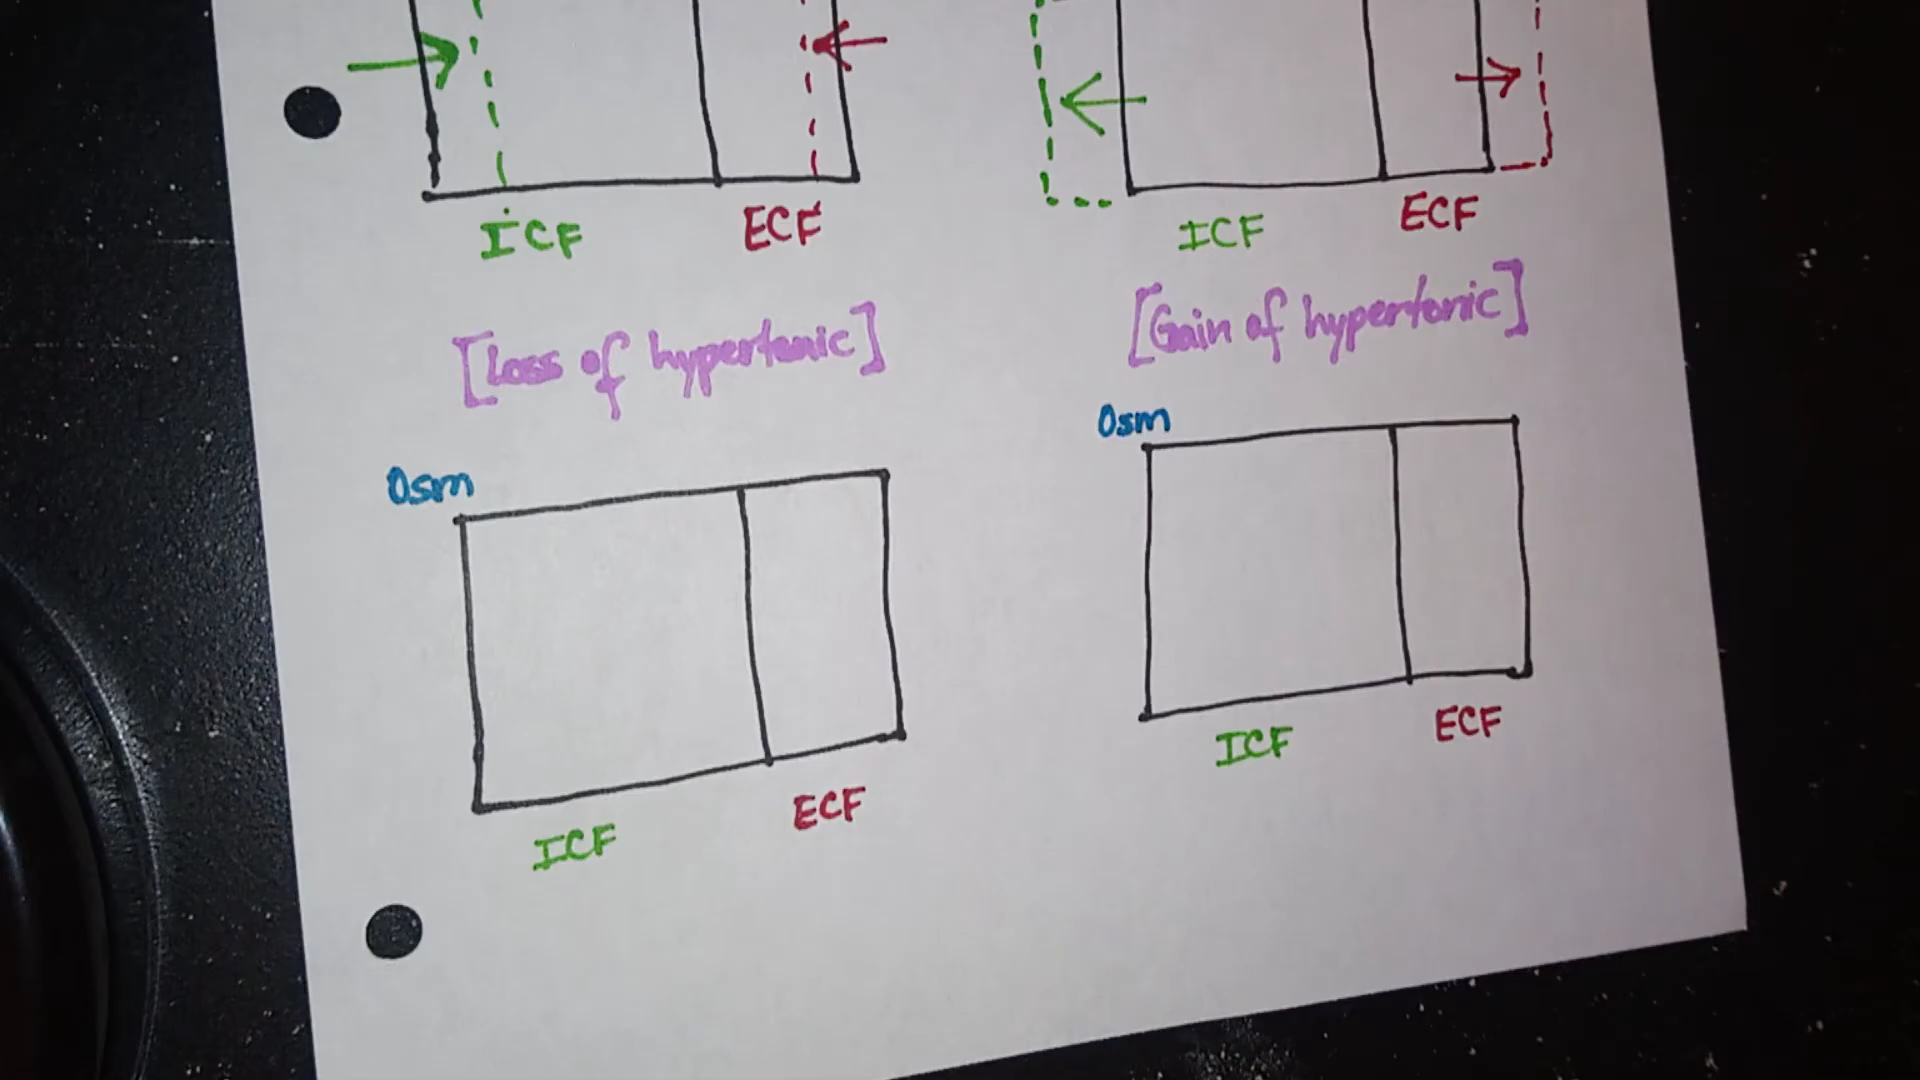 ICF ECF
ICF ECF
[Loss of hypertonic]
[Gain of hypertonic]
Osm
Osm
ICF ECF
ICF ECF